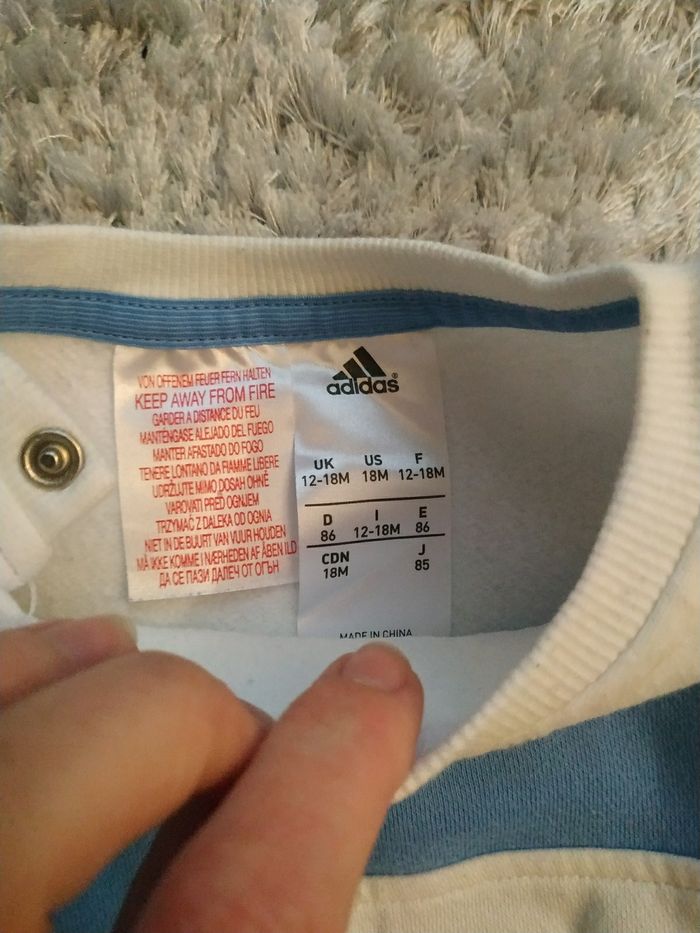 VON OFFENEM FEUER FERN HALTEN
KEEP AWAY FROM FIRE
GARDER A DISTANCE DU FEU
MANTENGASE ALEJADO DEL FUEGO
MANTER AFASTADO DO FOGO
TENERE LONTANO DA FIAMME LIBERE
UDRŽUJTE MIMO DOSAH OHNĚ
VAROVATI PRED OGNJEM
TRZYMAĆ Z DALEKA OD OGNIA
NIET IN DE BUURT VAN VUUR HOUDEN
MÅ IKKE KOMME I NÆRHEDEN AF ÅBEN ILD
ДА СЕ ПАЗИ ДАЛЕЧ ОТ ОГЪН
adidas®
UK US F
12-18M 18M 12-18M
D I E
86 12-18M 86
CDN J
18M 85
MADE IN CHINA